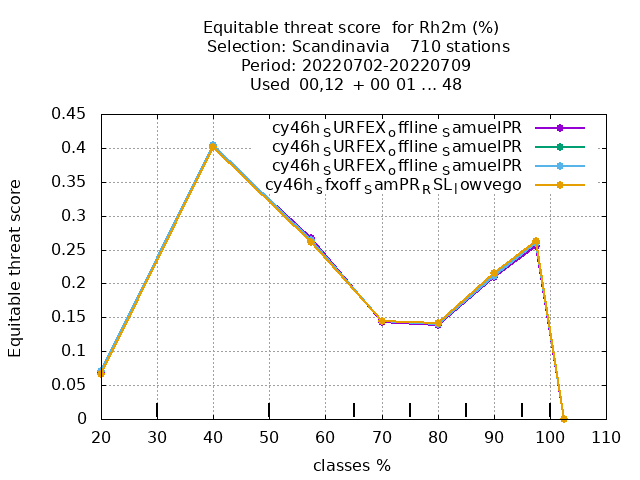 Equitable threat score  for Rh2m (%)
Selection: Scandinavia    710 stations
Period: 20220702-20220709
Used  00,12  + 00 01 ... 48
cy46h_SURFEX_offline_SamuelPR
cy46h_SURFEX_offline_SamuelPR
cy46h_SURFEX_offline_SamuelPR
cy46h_sfxoff_SamPR_RSL_lowvego
Equitable threat score
0.45
0.4
0.35
0.3
0.25
0.2
0.15
0.1
0.05
0
20 30 40 50 60 70 80 90 100 110
classes %